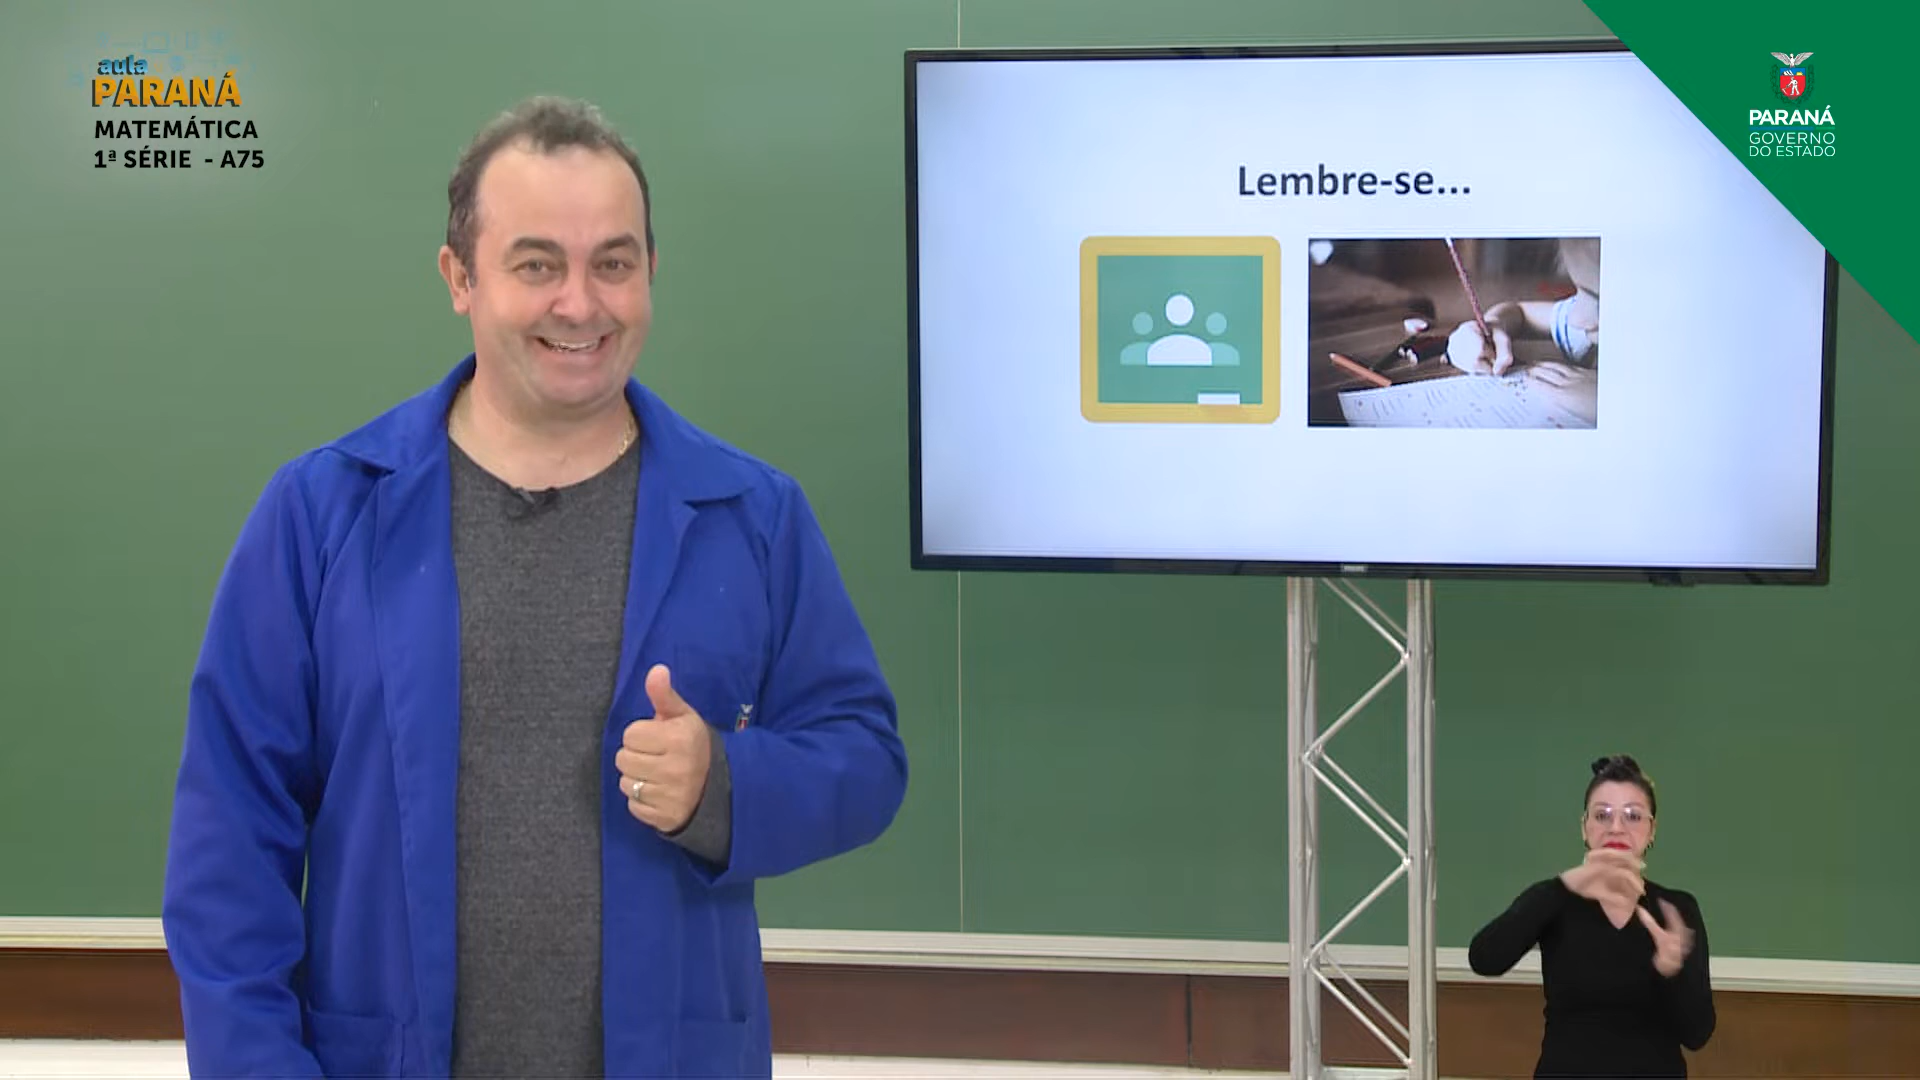 aula
PARANÁ
MATEMÁTICA
1ª SÉRIE - A75
Lembre-se...
PARANÁ
GOVERNO
DO ESTADO